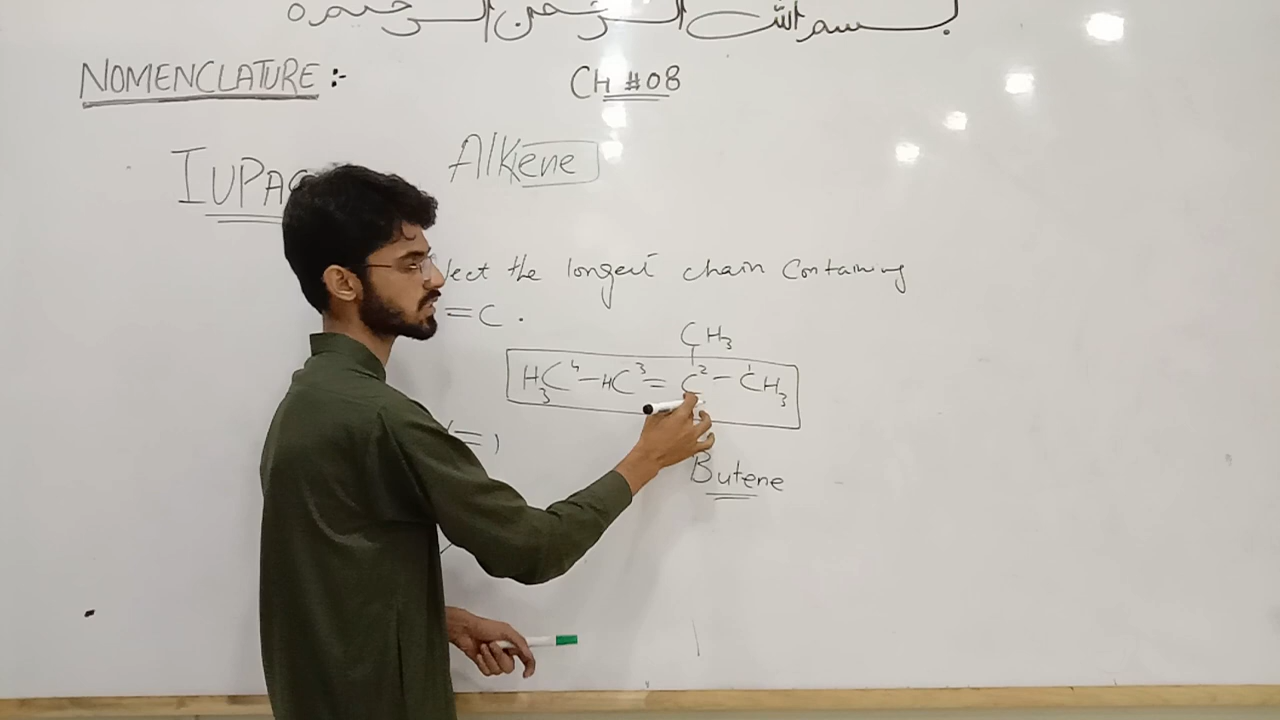 بسم الله الرحمن الرحيم
NOMENCLATURE :-
CH #08
IUPAC
Alkene
lect the longest chain containing
=C.
CH3
H3C4-HC3=C2-C1H3
(=)
Butene